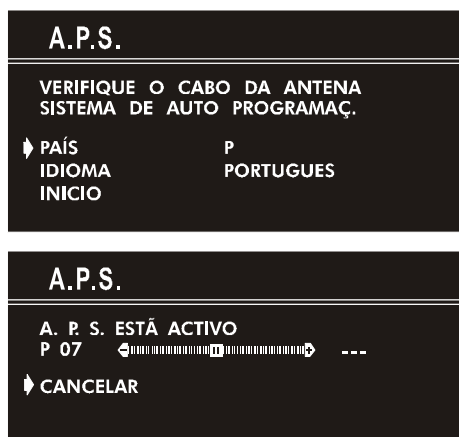 A.P.S.
VERIFIQUE O CABO DA ANTENA
SISTEMA DE AUTO PROGRAMAÇ.
PAÍS P
IDIOMA PORTUGUES
INICIO
A.P.S.
A. P. S. ESTÃ ACTIVO
P 07 ---
CANCELAR